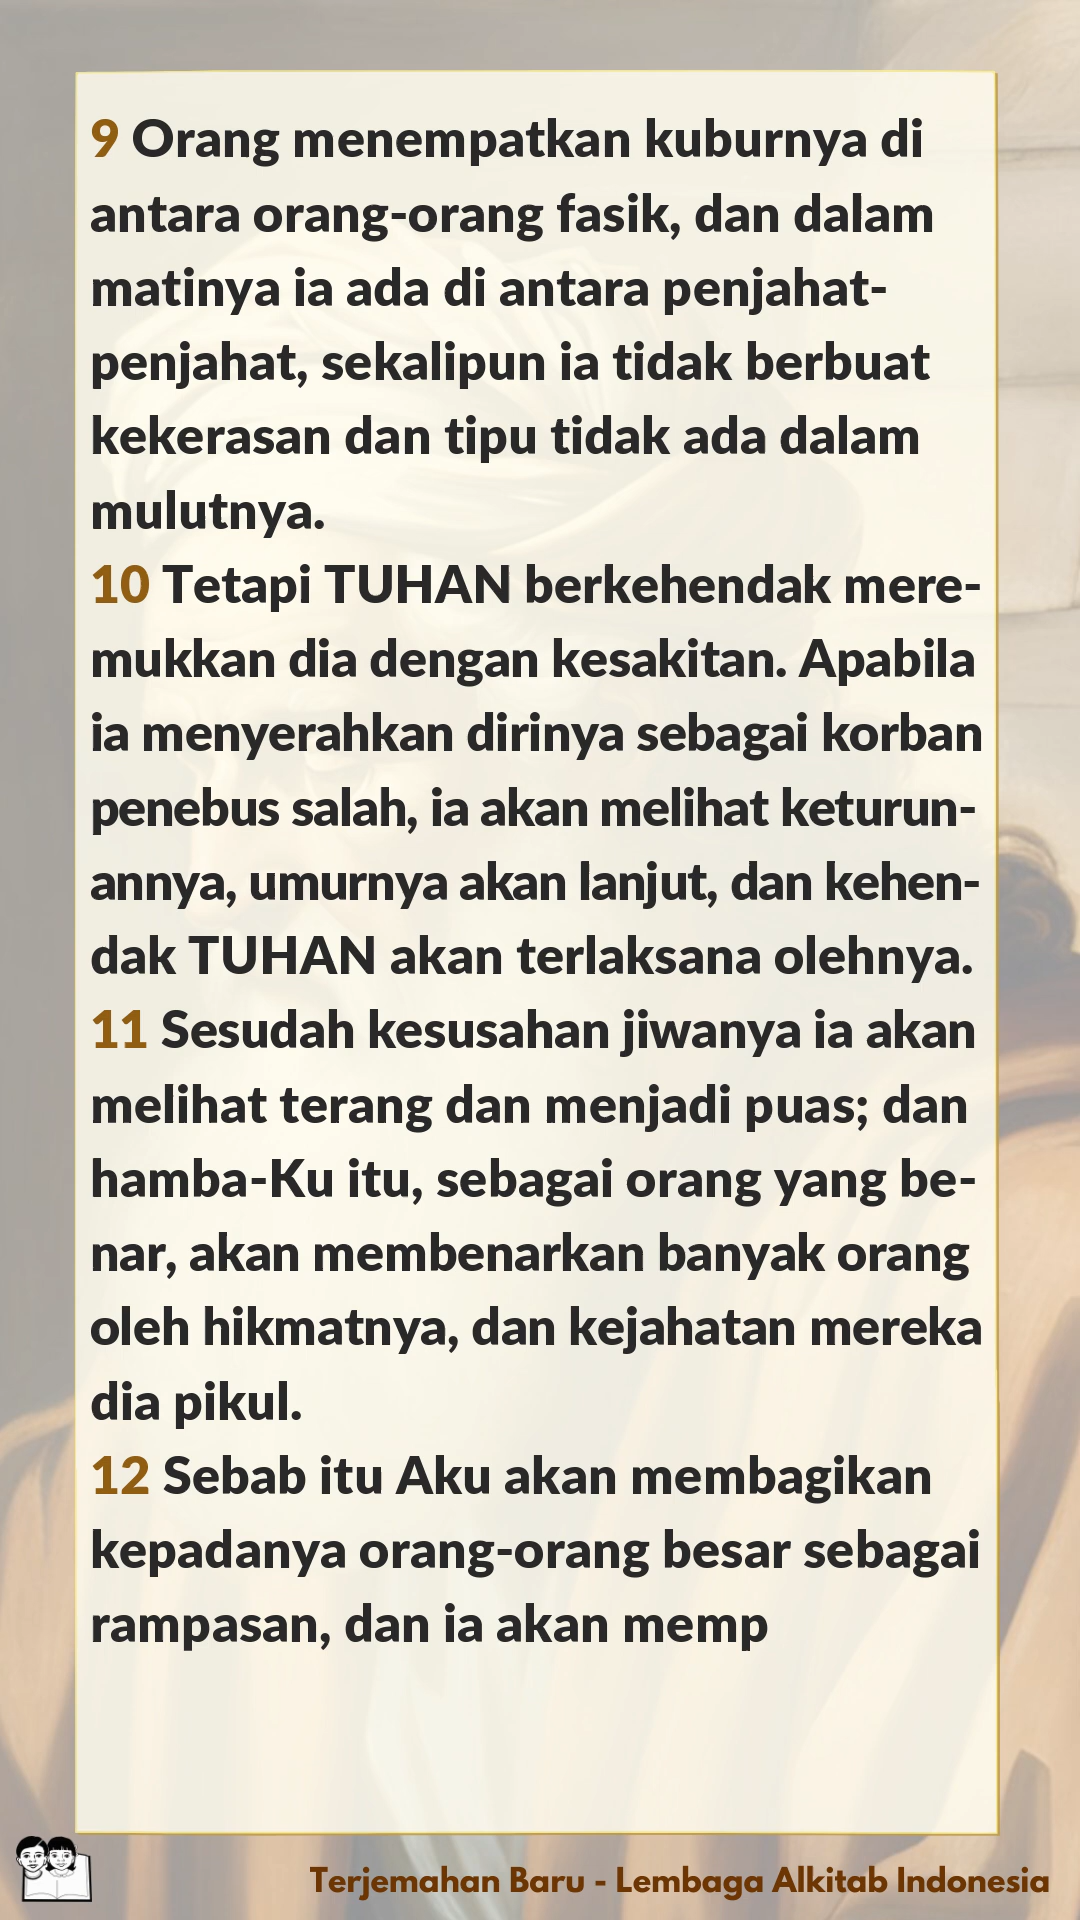 9 Orang menempatkan kuburnya di
antara orang-orang fasik, dan dalam
matinya ia ada di antara penjahat-
penjahat, sekalipun ia tidak berbuat
kekerasan dan tipu tidak ada dalam
mulutnya.
10 Tetapi TUHAN berkehendak mere-
mukkan dia dengan kesakitan. Apabila
ia menyerahkan dirinya sebagai korban
penebus salah, ia akan melihat keturun-
annya, umurnya akan lanjut, dan kehen-
dak TUHAN akan terlaksana olehnya.
11 Sesudah kesusahan jiwanya ia akan
melihat terang dan menjadi puas; dan
hamba-Ku itu, sebagai orang yang be-
nar, akan membenarkan banyak orang
oleh hikmatnya, dan kejahatan mereka
dia pikul.
12 Sebab itu Aku akan membagikan
kepadanya orang-orang besar sebagai
rampasan, dan ia akan memp
Terjemahan Baru - Lembaga Alkitab Indonesia